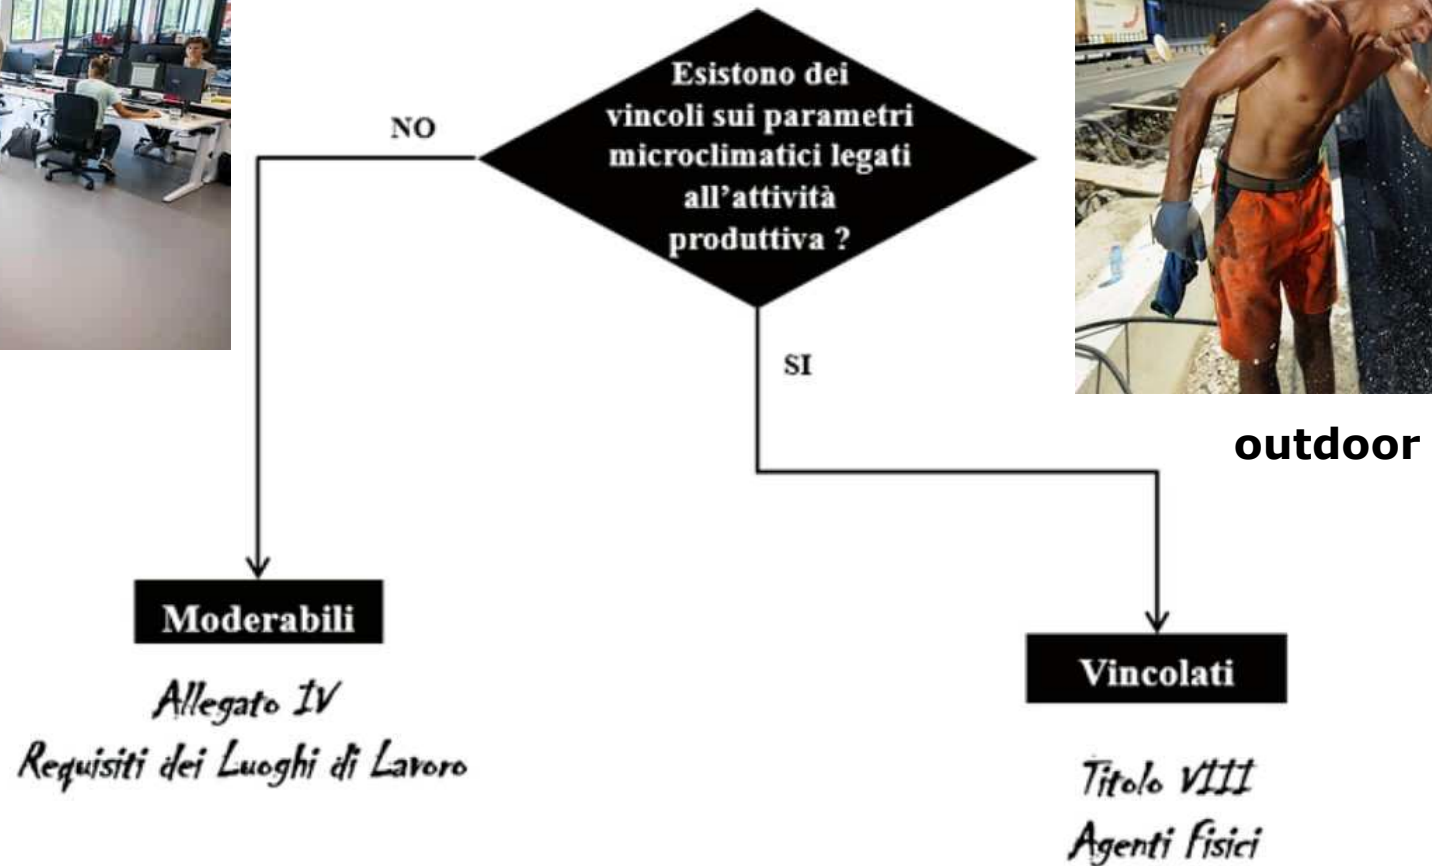 Esistono dei
vincoli sui parametri
microclimatici legati
all'attività
produttiva ?
NO
SI
outdoor
Moderabili
Allegato IV
Requisiti dei Luoghi di Lavoro
Vincolati
Titolo VIII
Agenti Fisici